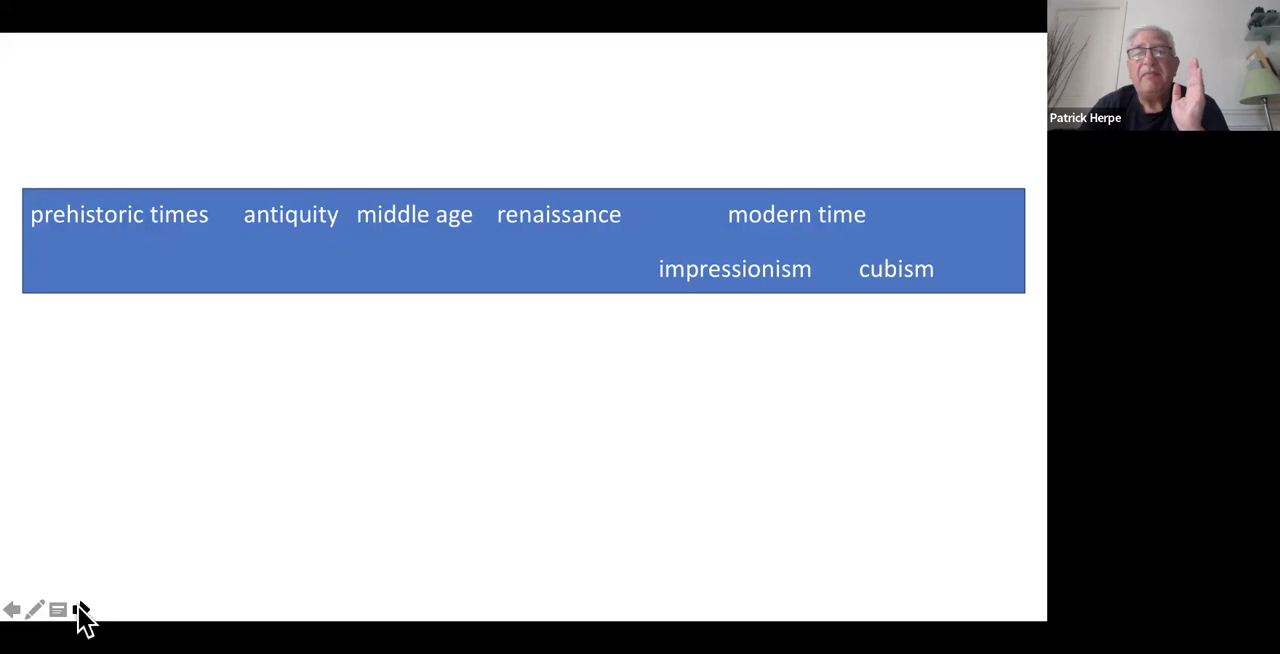 prehistoric times antiquity middle age renaissance modern time
impressionism cubism
Patrick Herpe